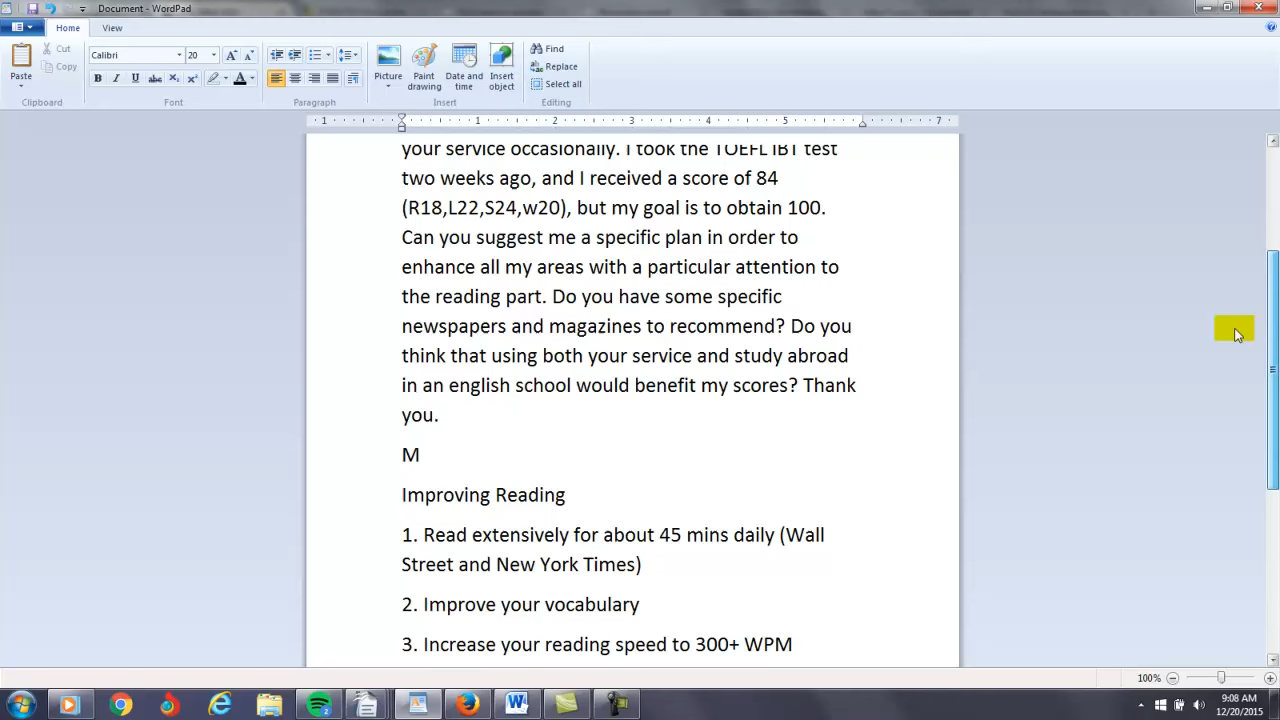 Document - WordPad
Home
View
Paste
Cut
Copy
Clipboard
Calibri
20
Font
Paragraph
Picture
Paint drawing
Date and time
Insert object
Insert
Find
Replace
Select all
Editing
1 1 2 3 4 5 7
your service occasionally. I took the TOEFL IBT test
two weeks ago, and I received a score of 84
(R18,L22,S24,w20), but my goal is to obtain 100.
Can you suggest me a specific plan in order to
enhance all my areas with a particular attention to
the reading part. Do you have some specific
newspapers and magazines to recommend? Do you
think that using both your service and study abroad
in an english school would benefit my scores? Thank
you.
M
Improving Reading
1. Read extensively for about 45 mins daily (Wall
Street and New York Times)
2. Improve your vocabulary
3. Increase your reading speed to 300+ WPM
100%
9:08 AM
12/20/2015